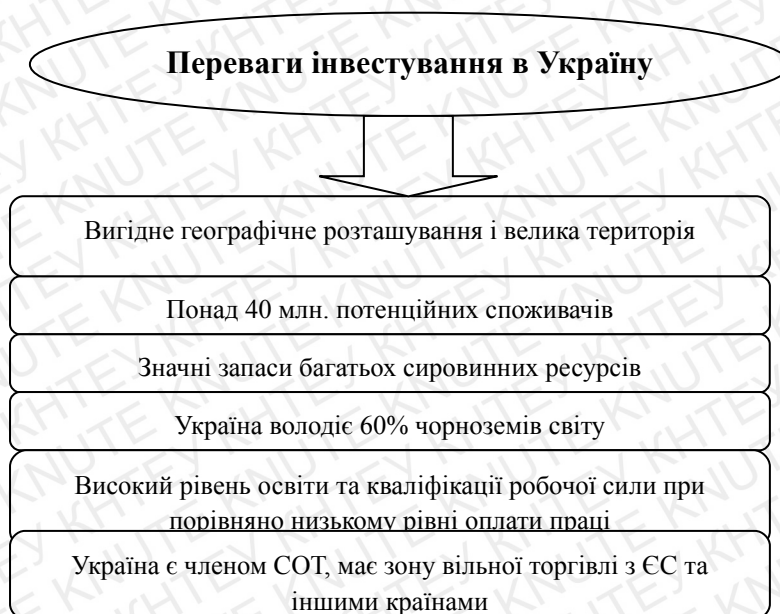 Переваги інвестування в Україну
Вигідне географічне розташування і велика територія
Понад 40 млн. потенційних споживачів
Значні запаси багатьох сировинних ресурсів
Україна володіє 60% чорноземів світу
Високий рівень освіти та кваліфікації робочої сили при
порівняно низькому рівні оплати праці
Україна є членом СОТ, має зону вільної торгівлі з ЄС та
іншими країнами